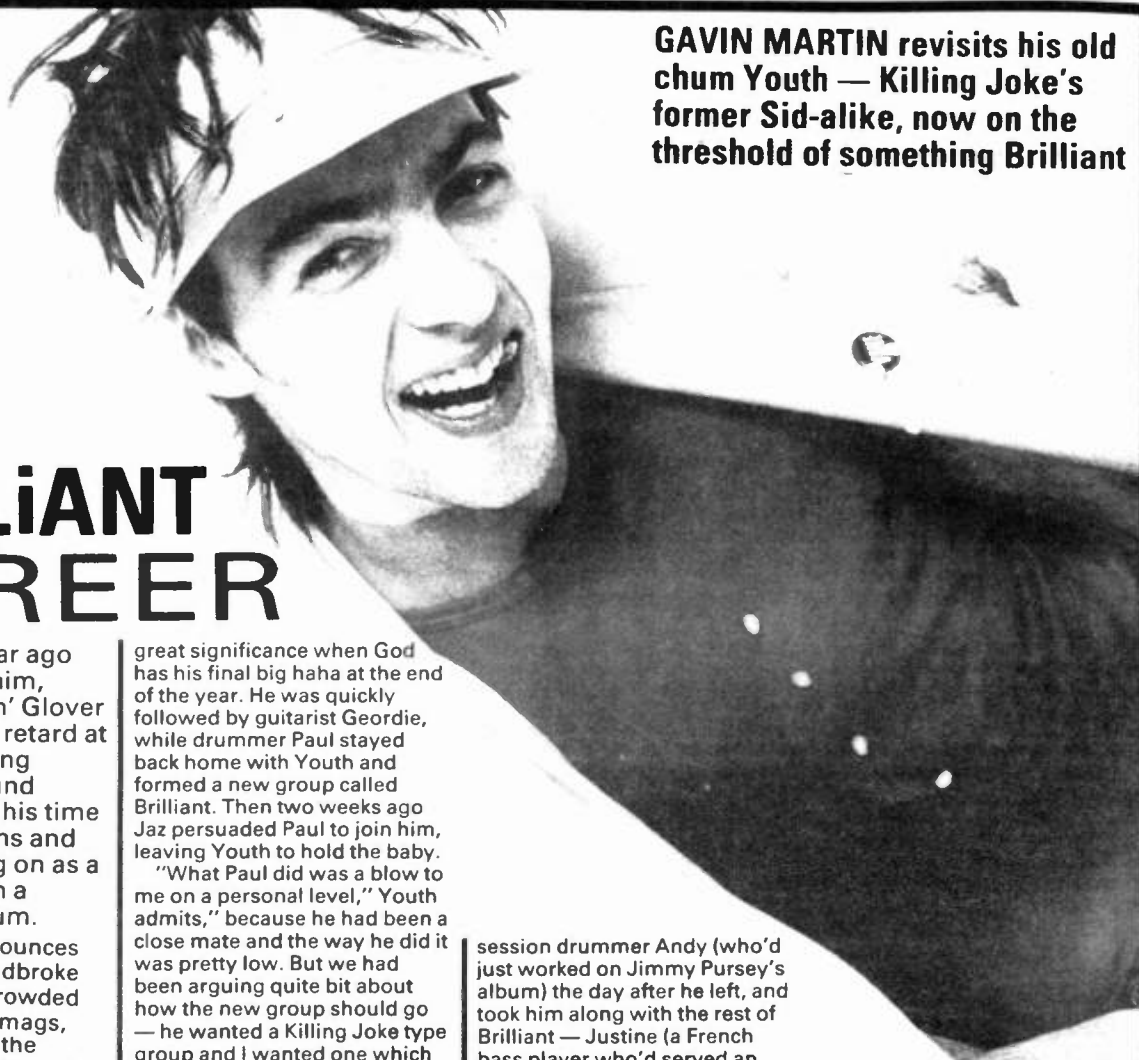 GAVIN MARTIN revisits his old
chum Youth — Killing Joke's
former Sid-alike, now on the
threshold of something Brilliant
LiANT
REER
ar ago
im,
n' Glover
retard at
ng
nd
his time
ns and
g on as a
n a
um.
ounces
dbroke
rowded
mags,
the
great significance when God
has his final big haha at the end
of the year. He was quickly
followed by guitarist Geordie,
while drummer Paul stayed
back home with Youth and
formed a new group called
Brilliant. Then two weeks ago
Jaz persuaded Paul to join him,
leaving Youth to hold the baby.
"What Paul did was a blow to
me on a personal level," Youth
admits," because he had been a
close mate and the way he did it
was pretty low. But we had
been arguing quite bit about
how the new group should go
— he wanted a Killing Joke type
group and I wanted one which
session drummer Andy (who'd
just worked on Jimmy Pursey's
album) the day after he left, and
took him along with the rest of
Brilliant — Justine (a French
bass player who'd served an